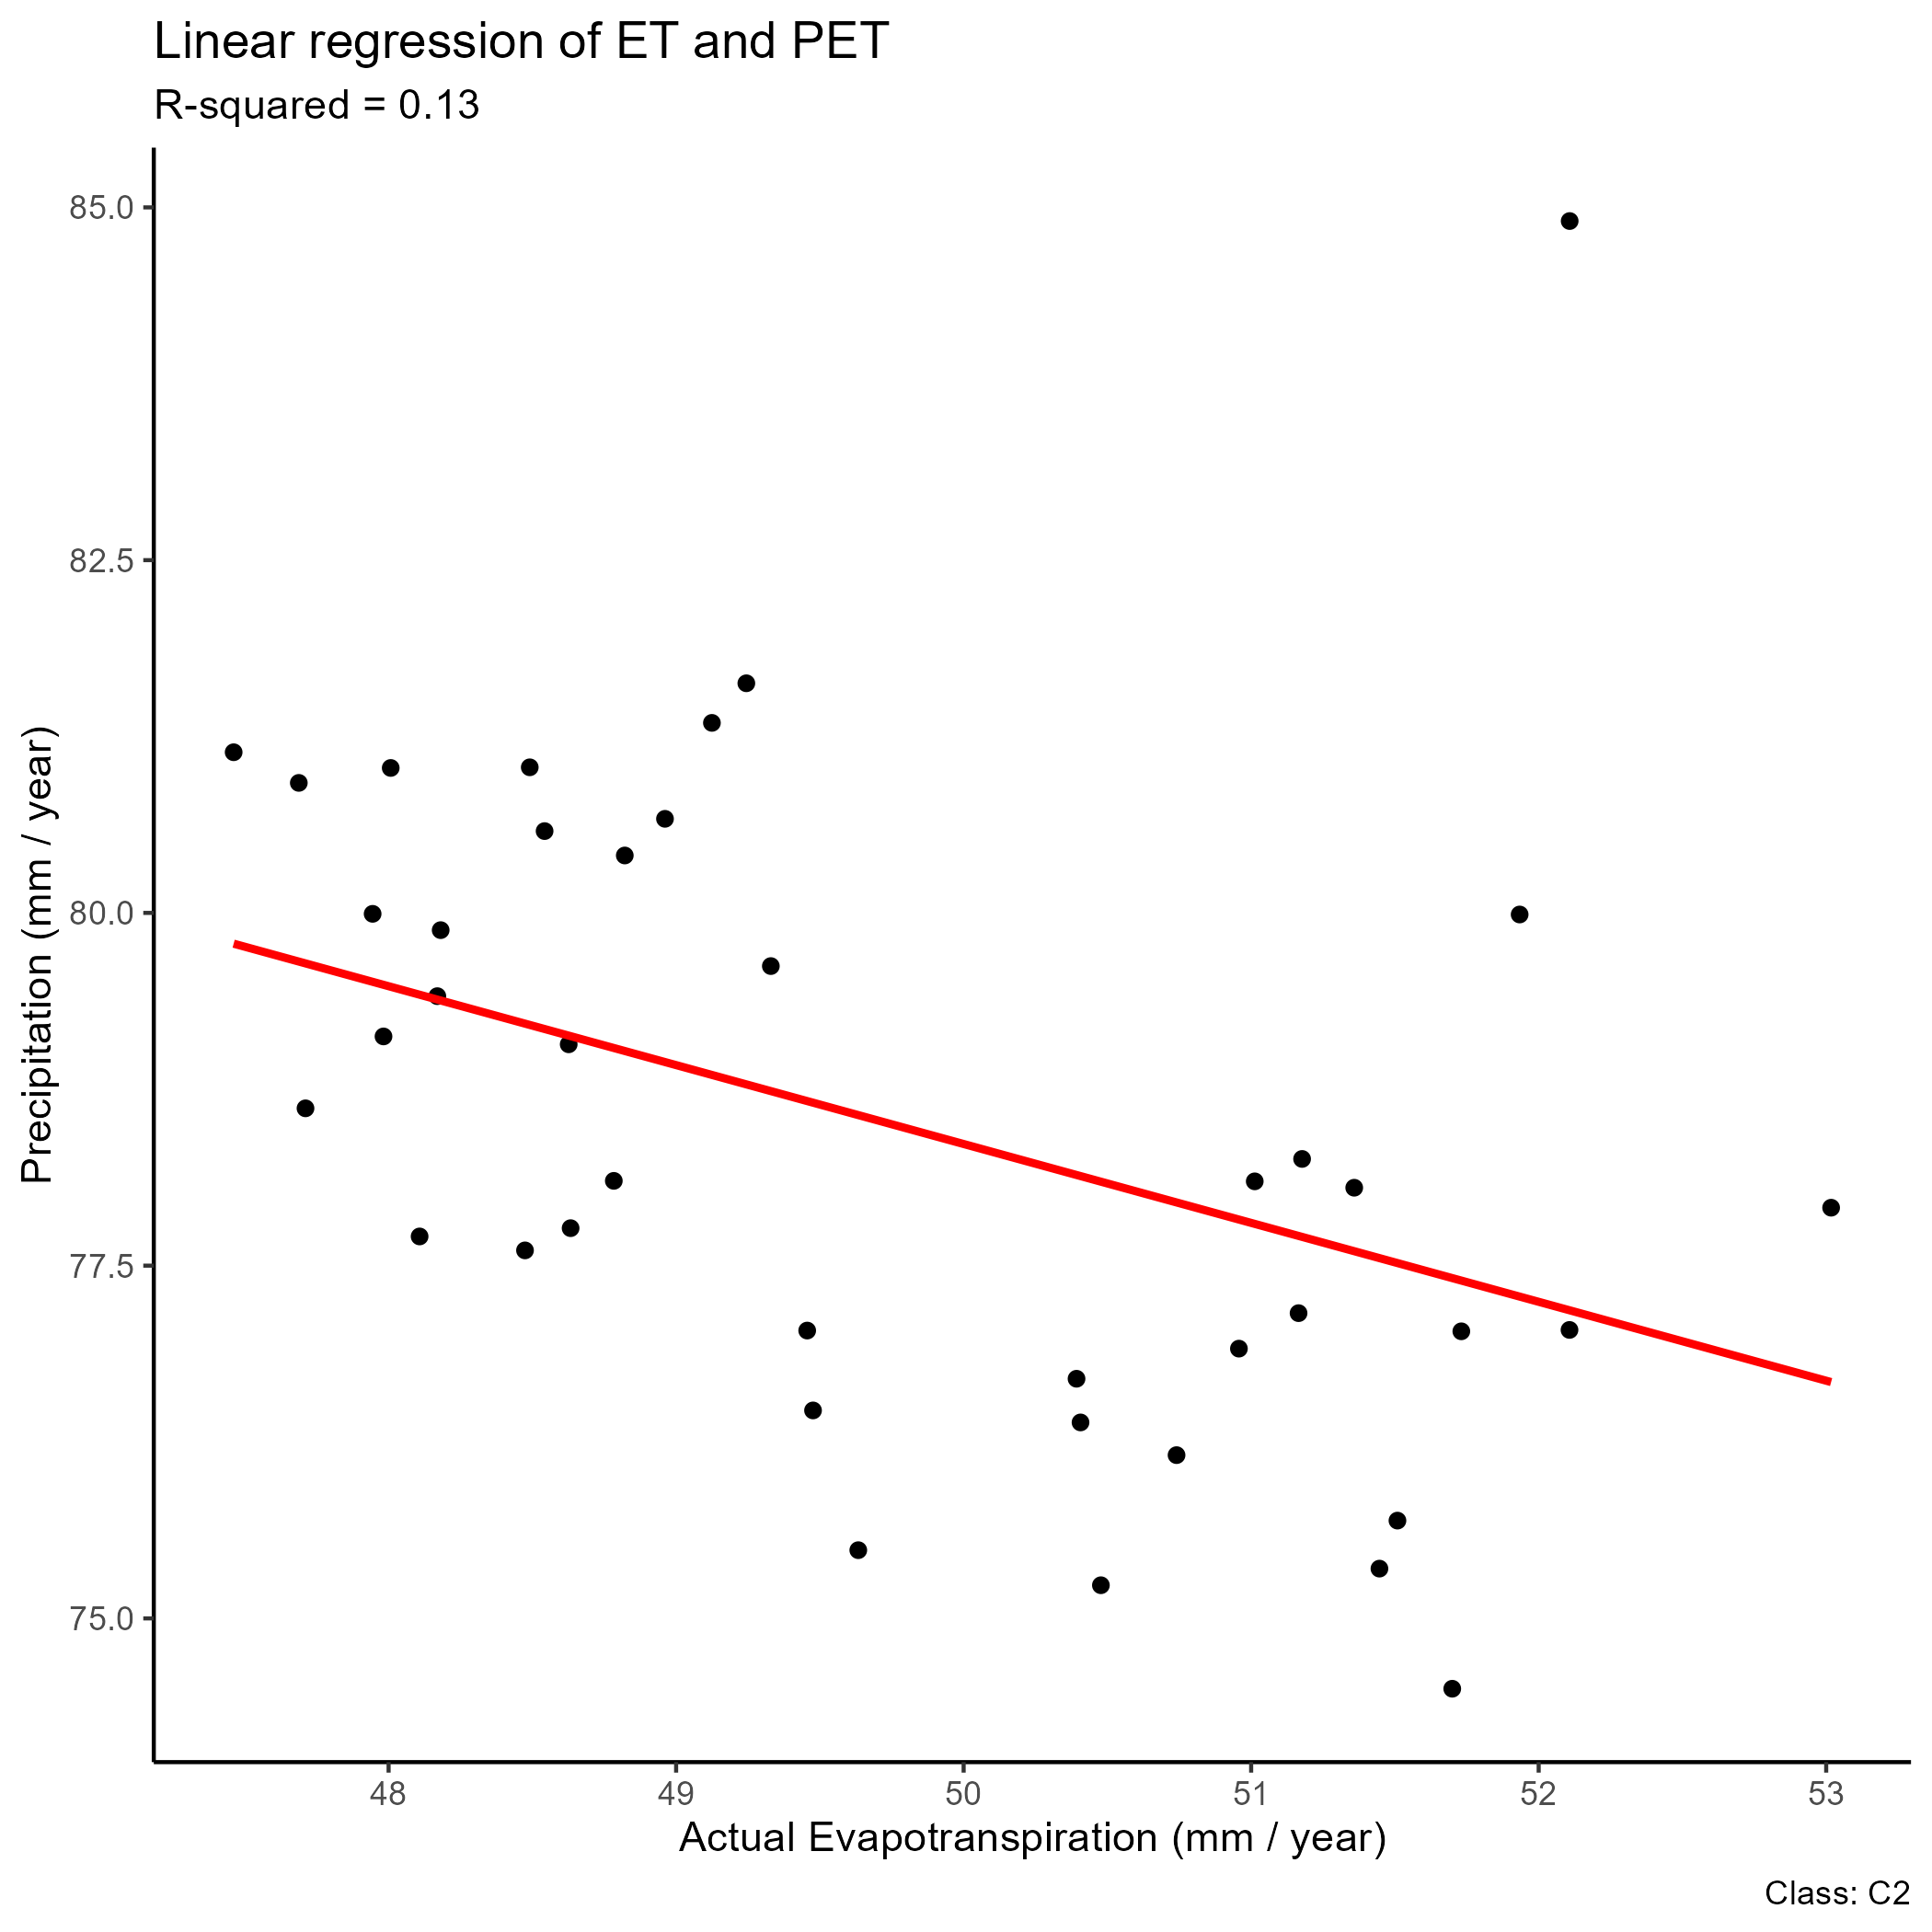 Linear regression of ET and PET
R-squared = 0.13
85.0
82.5
80.0
77.5
75.0
Precipitation (mm / year)
48 49 50 51 52 53
Actual Evapotranspiration (mm / year)
Class: C2